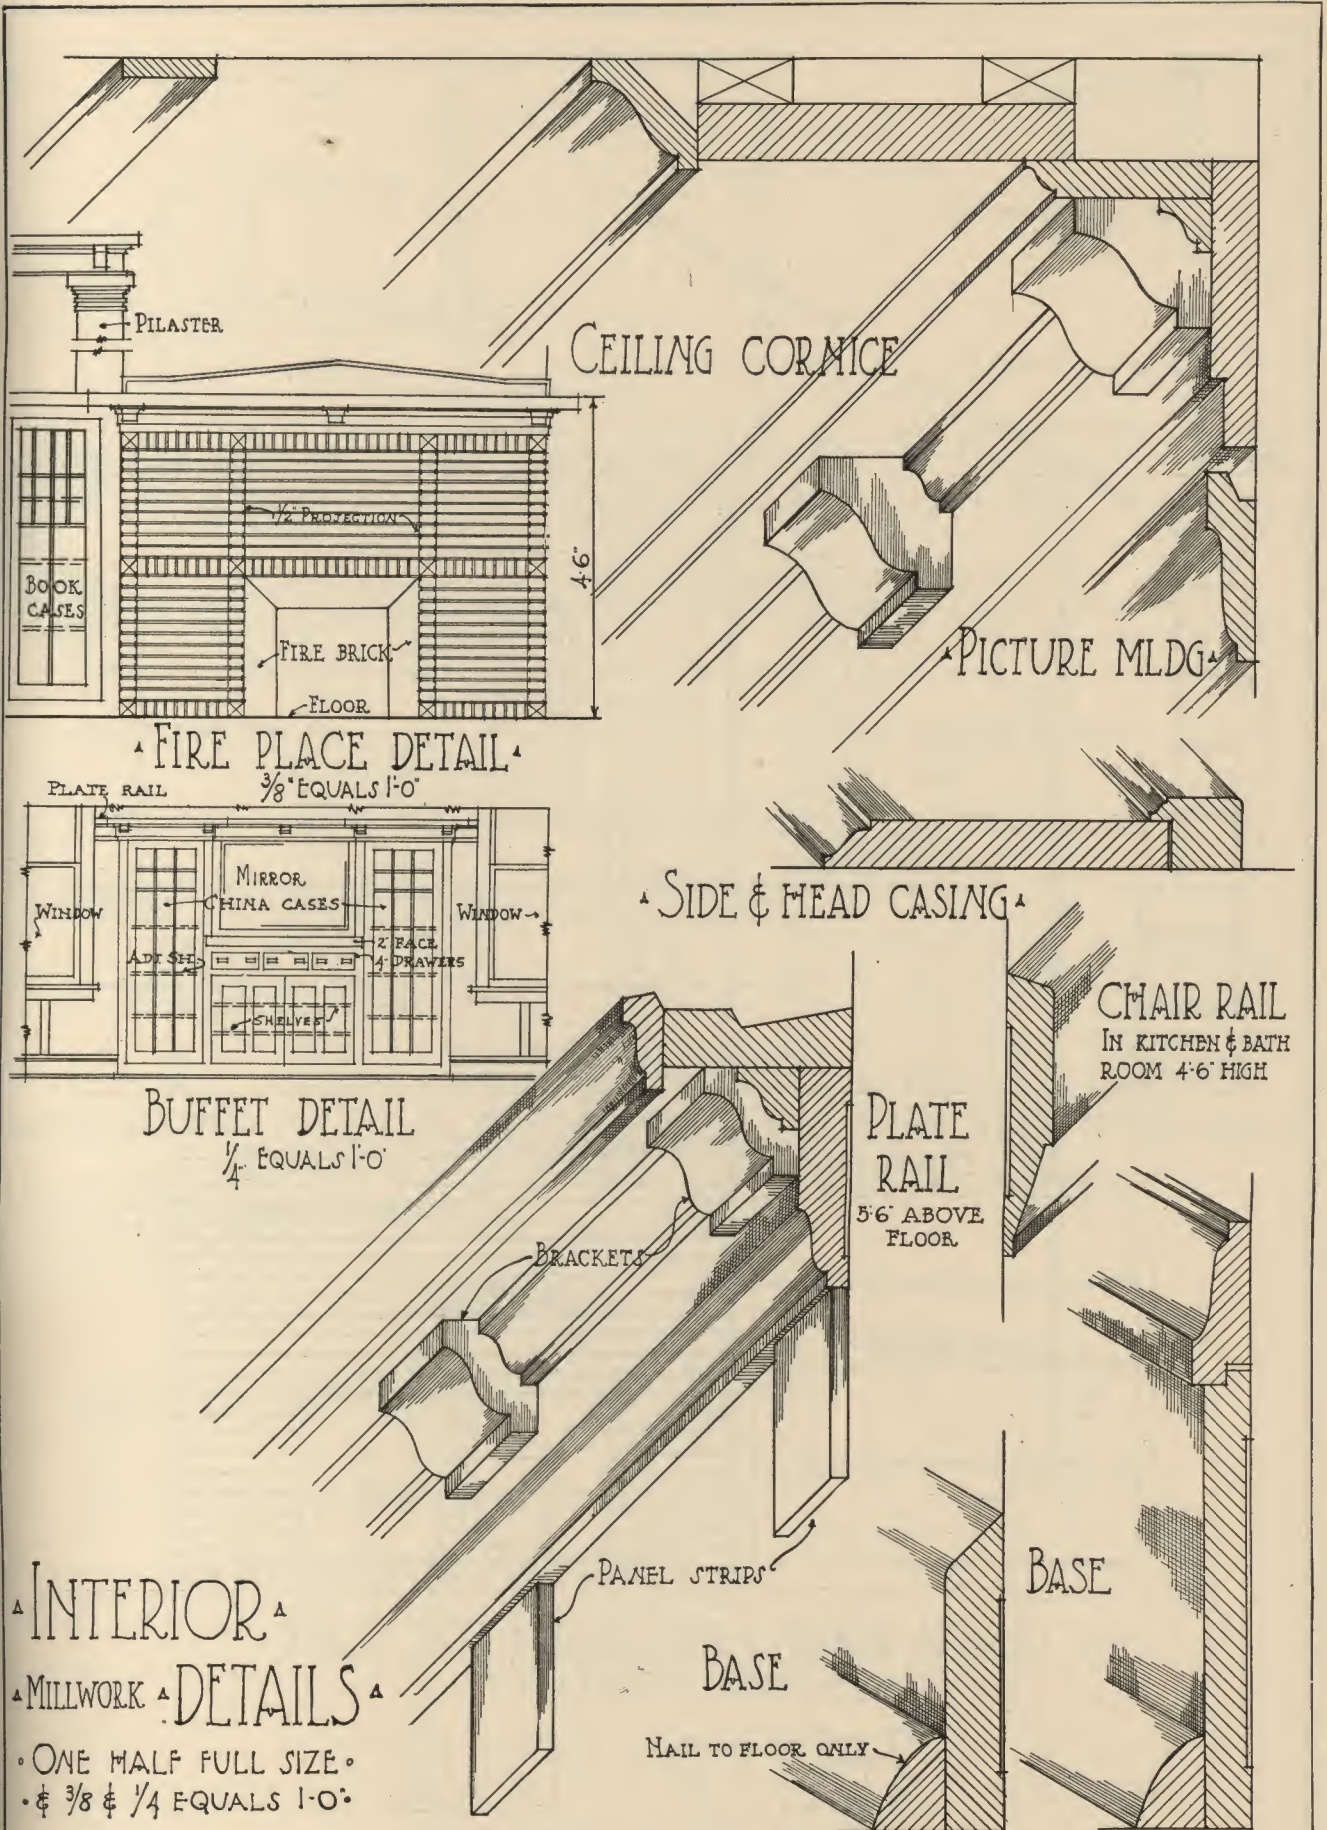 PILASTER
CEILING CORNICE
1/2" PROJECTION
4'-6"
BOOK
CASES
FIRE BRICK
PICTURE MLDG
FLOOR
FIRE PLACE DETAIL
3/8" EQUALS 1'-0"
PLATE RAIL
MIRROR
CHINA CASES
WINDOW
WINDOW
2" FACE
4" DRAWERS
ADJ SH.
SHELVES
SIDE & HEAD CASING
CHAIR RAIL
IN KITCHEN & BATH
ROOM 4'-6" HIGH
BUFFET DETAIL
1/4" EQUALS 1'-0"
PLATE
RAIL
5'-6" ABOVE
FLOOR
BRACKETS
PANEL STRIPS
BASE
BASE
NAIL TO FLOOR ONLY
INTERIOR
MILLWORK DETAILS
ONE HALF FULL SIZE
& 3/8 & 1/4 EQUALS 1'-0"